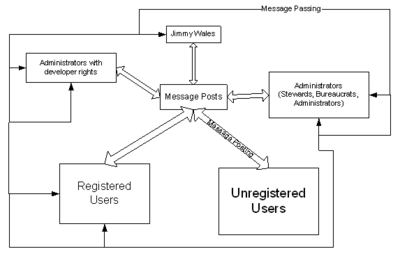 Message Passing
Jimmy Wales
Administrators with
developer rights
Message Posts
Administrators
(Stewards, Bureaucrats,
Administrators)
Message Posting
Registered
Users
Unregistered
Users